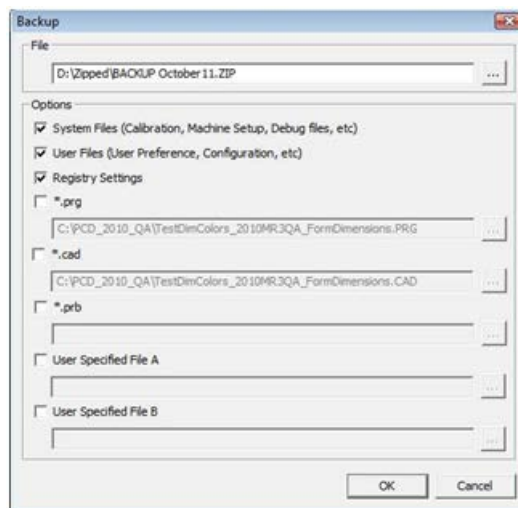 Backup
File
D:\Zipped\BACKUP October 11.ZIP
...
Options
System Files (Calibration, Machine Setup, Debug files, etc)
User Files (User Preference, Configuration, etc)
Registry Settings
*.prg
C:\PCD_2010_QA\TestDimColors_2010MR3QA_FormDimensions.PRG
...
*.cad
C:\PCD_2010_QA\TestDimColors_2010MR3QA_FormDimensions.CAD
...
*.prb
...
User Specified File A
...
User Specified File B
...
OK Cancel